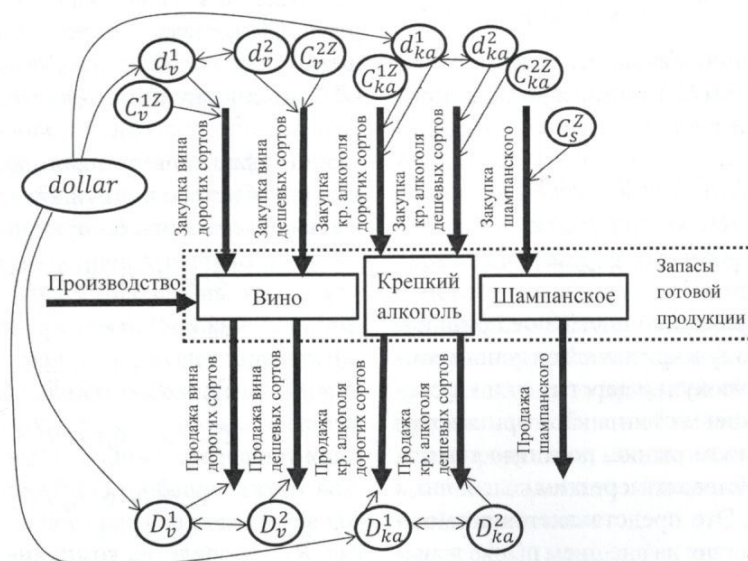 d_v^1
d_v^2
C_v^{2Z}
d_{ka}^1
d_{ka}^2
C_v^{1Z}
C_{ka}^{1Z}
C_{ka}^{2Z}
C_S^Z
dollar
Закупка вина
дорогих сортов
Закупка вина
дешевых сортов
Закупка
кр. алкоголя
дорогих сортов
Закупка
кр. алкоголя
дешевых сортов
Закупка
шампанского
Производство
Вино
Крепкий
алкоголь
Шампанское
Запасы
готовой
продукции
Продажа вина
дорогих сортов
Продажа вина
дешевых сортов
Продажа
кр. алкоголя
дорогих сортов
Продажа
кр. алкоголя
дешевых сортов
Продажа
шампанского
D_v^1
D_v^2
D_{ka}^1
D_{ka}^2